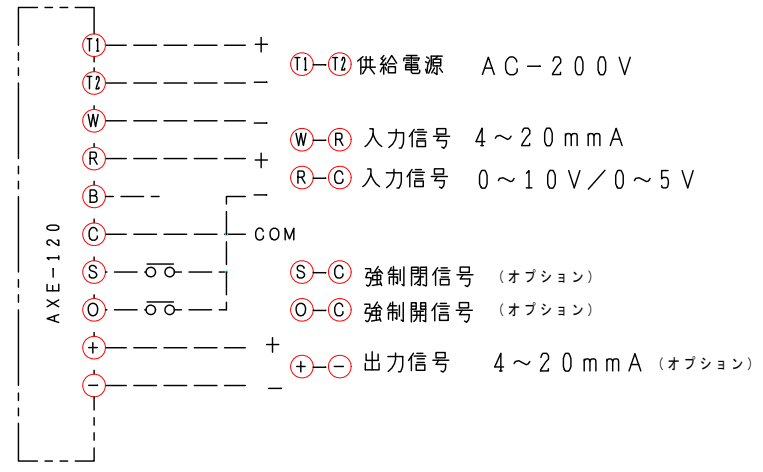 T1 +
T1-T2 供給電源 AC-200V
T2 -
W -
W-R 入力信号 4～20mmA
R +
R-C 入力信号 0～10V／0～5V
B -
C COM
AXE-120
S
S-C 強制閉信号 (オプション)
O
O-C 強制開信号 (オプション)
+ +
+-- 出力信号 4～20mmA (オプション)
- -